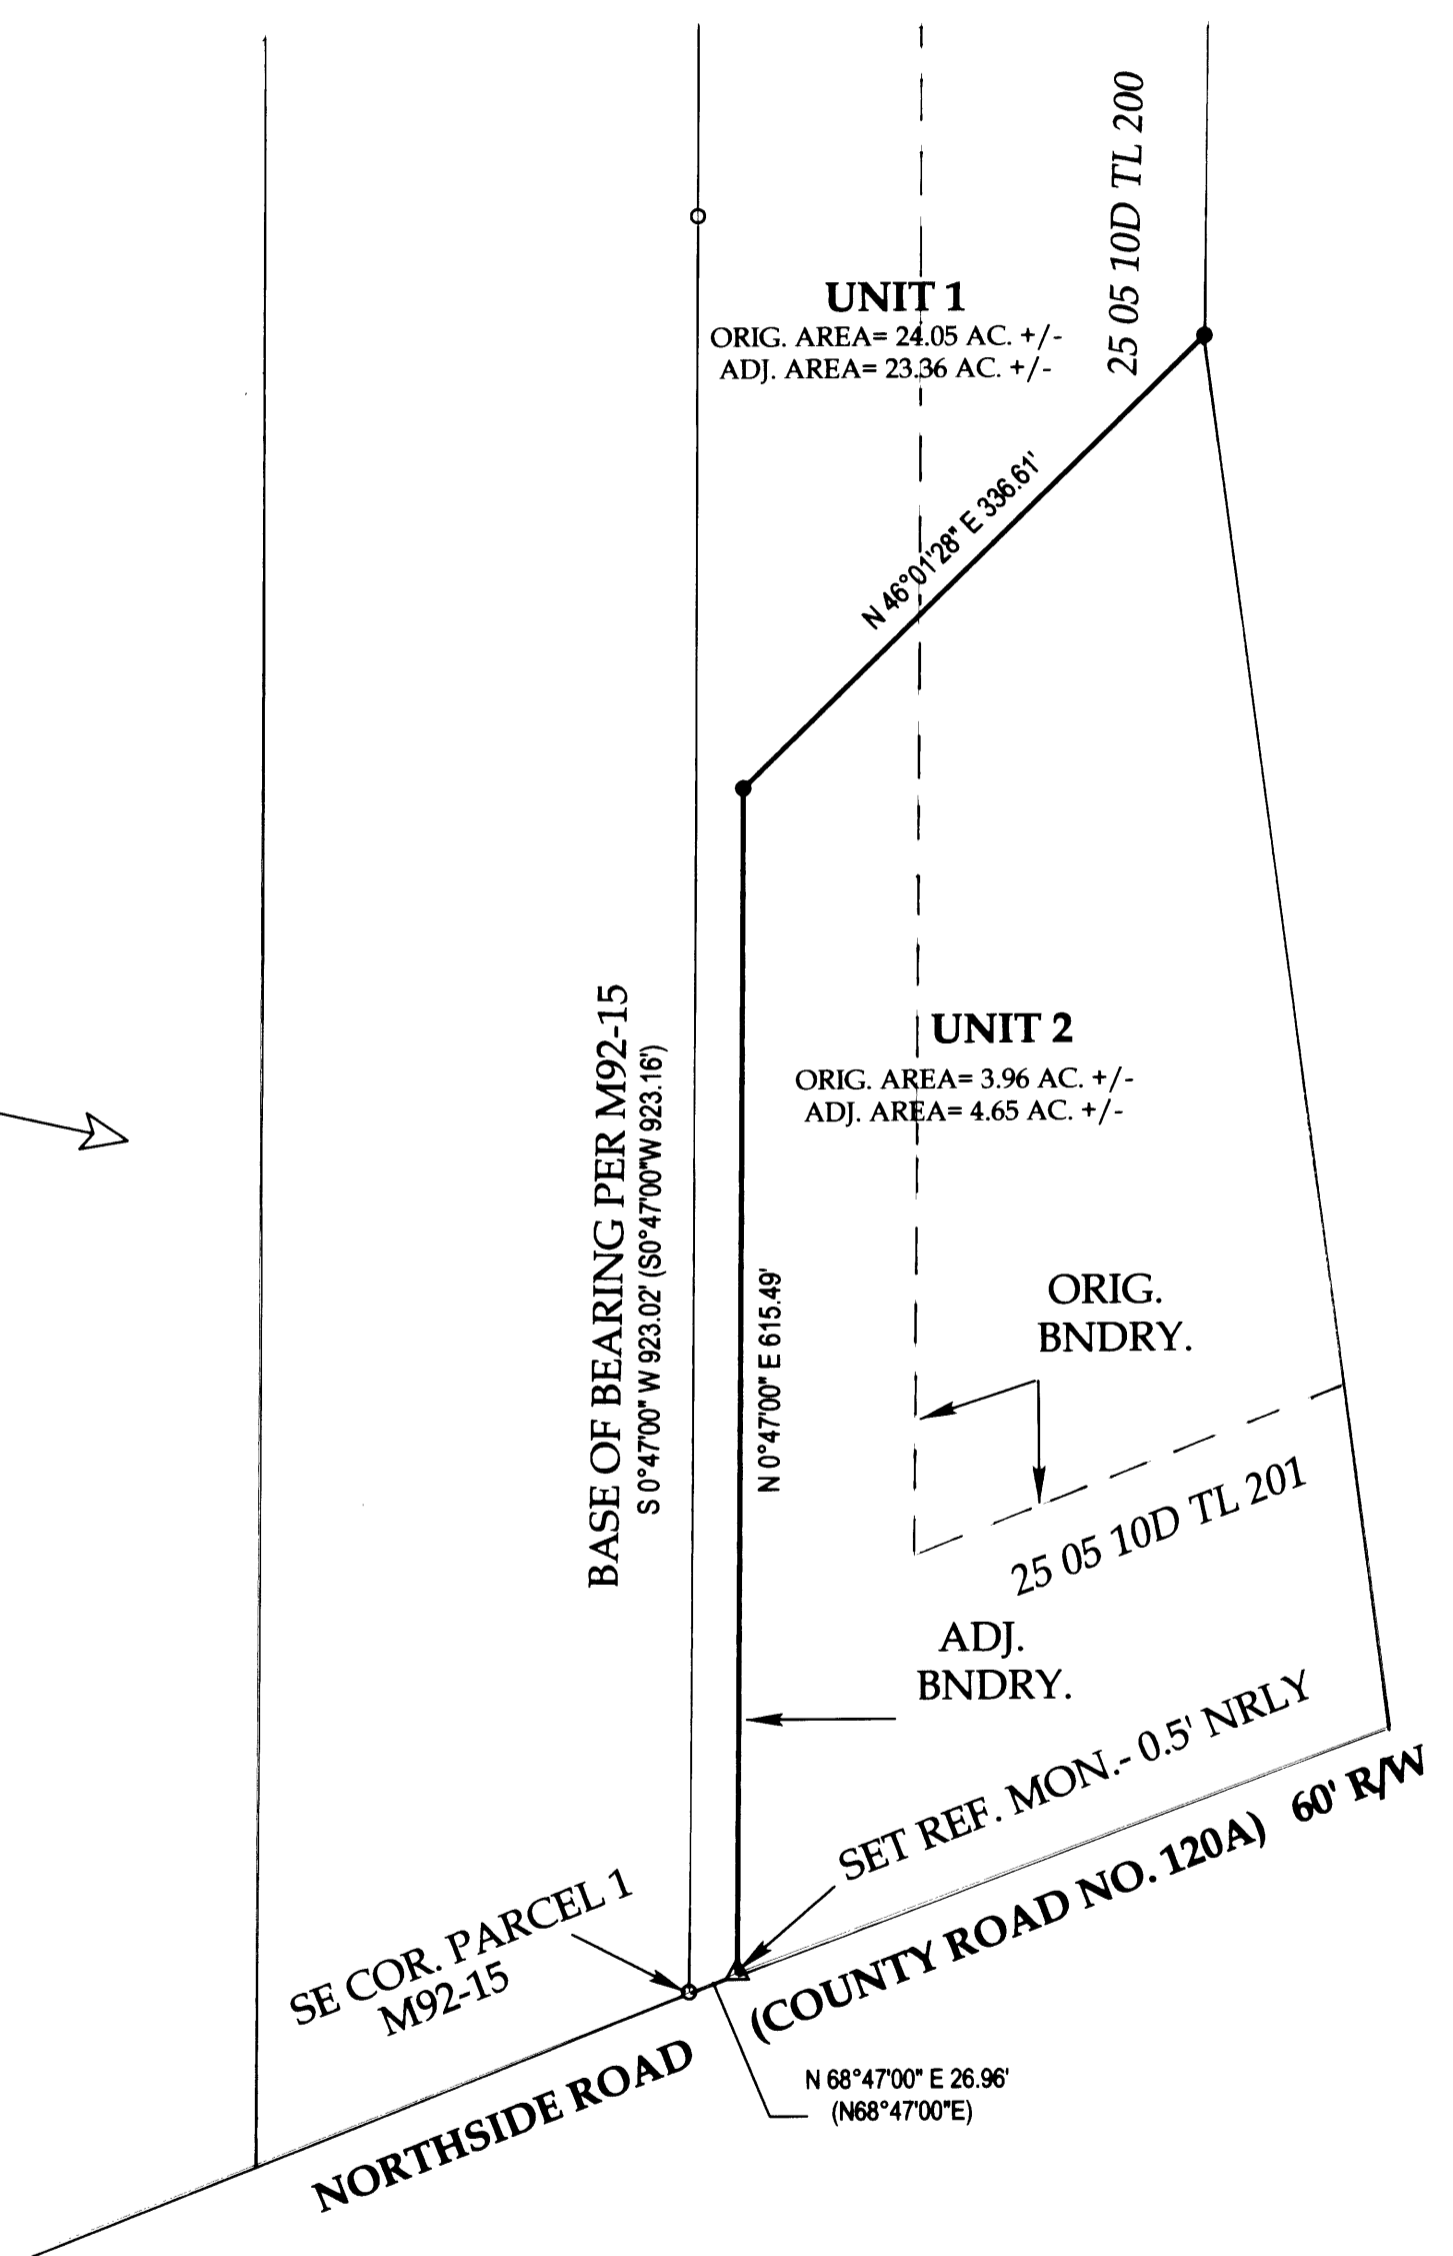 25 05 10D TL 200
UNIT 1
ORIG. AREA= 24.05 AC. +/-
ADJ. AREA= 23.36 AC. +/-
N 46°01'28" E 336.61'
UNIT 2
ORIG. AREA= 3.96 AC. +/-
ADJ. AREA= 4.65 AC. +/-
BASE OF BEARING PER M92-15
S 0°47'00" W 923.02' (S0°47'00"W 923.16')
N 0°47'00" E 615.49'
ORIG.
BNDRY.
25 05 10D TL 201
ADJ.
BNDRY.
SET REF. MON.- 0.5' NRLY
SE COR. PARCEL 1
M92-15
NORTHSIDE ROAD (COUNTY ROAD NO. 120A) 60' R/W
N 68°47'00" E 26.96'
(N68°47'00"E)